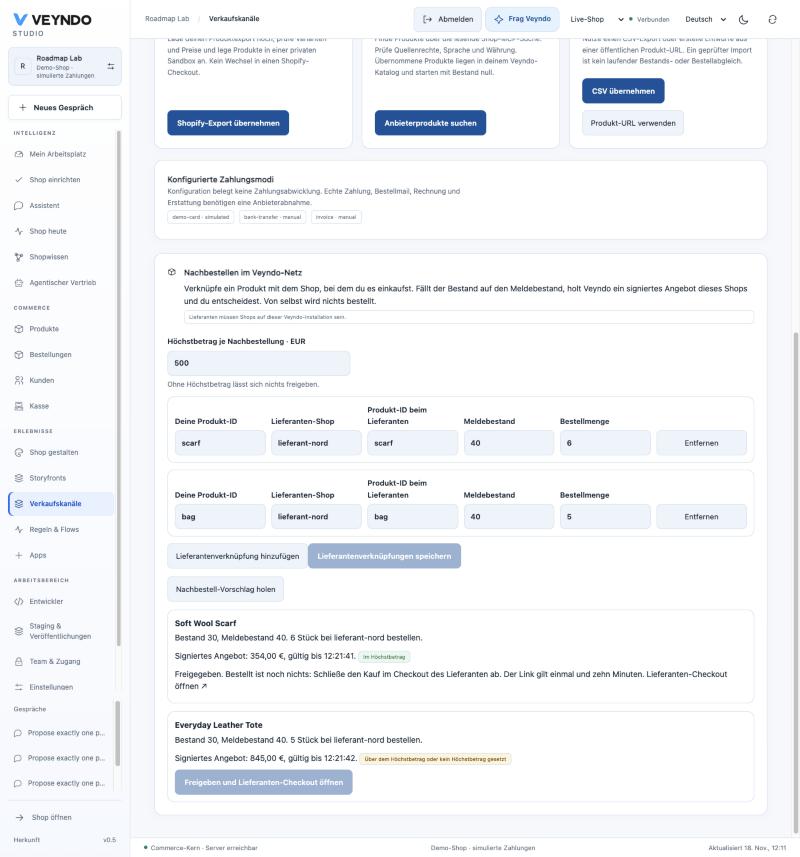 VEYNDO
STUDIO
R
Roadmap Lab
Demo-Shop ·
simulierte Zahlungen
+ Neues Gespräch
INTELLIGENZ
Mein Arbeitsplatz
Shop einrichten
Assistent
Shop heute
Shopwissen
Agentischer Vertrieb
COMMERCE
Produkte
Bestellungen
Kunden
Kasse
ERLEBNISSE
Shop gestalten
Storyfronts
Verkaufskanäle
Regeln & Flows
Apps
ARBEITSBEREICH
Entwickler
Staging &
Veröffentlichungen
Team & Zugang
Einstellungen
Gespräche
Propose exactly one p...
Propose exactly one p...
Propose exactly one p...
Shop öffnen
Herkunft v0.5
Roadmap Lab / Verkaufskanäle
Abmelden
Frag Veyndo
Live-Shop
Verbunden
Deutsch
Varianten
und Preise und lege Produkte in einer privaten
Sandbox an. Kein Wechsel in einen Shopify-
Checkout.
Shopify-Export übernehmen
Prüfe Quellenrechte, Sprache und Währung.
Übernommene Produkte liegen in deinem Veyndo-
Katalog und starten mit Bestand null.
Anbieterprodukte suchen
einer öffentlichen Produkt-URL. Ein geprüfter Import
ist kein laufender Bestands- oder Bestellabgleich.
CSV übernehmen
Produkt-URL verwenden
Konfigurierte Zahlungsmodi
Konfiguration belegt keine Zahlungsabwicklung. Echte Zahlung, Bestellmail, Rechnung und
Erstattung benötigen eine Anbieterabnahme.
demo-card · simulated
bank-transfer · manual
invoice · manual
Nachbestellen im Veyndo-Netz
Verknüpfe ein Produkt mit dem Shop, bei dem du es einkaufst. Fällt der Bestand auf den Meldebestand, holt Veyndo ein signiertes Angebot dieses Shops
und du entscheidest. Von selbst wird nichts bestellt.
Lieferanten müssen Shops auf dieser Veyndo-Installation sein.
Höchstbetrag je Nachbestellung · EUR
500
Ohne Höchstbetrag lässt sich nichts freigeben.
Deine Produkt-ID Lieferanten-Shop Produkt-ID beim Lieferanten Meldebestand Bestellmenge
scarf lieferant-nord scarf 40 6 Entfernen
Deine Produkt-ID Lieferanten-Shop Produkt-ID beim Lieferanten Meldebestand Bestellmenge
bag lieferant-nord bag 40 5 Entfernen
Lieferantenverknüpfung hinzufügen
Lieferantenverknüpfungen speichern
Nachbestell-Vorschlag holen
Soft Wool Scarf
Bestand 30, Meldebestand 40. 6 Stück bei lieferant-nord bestellen.
Signiertes Angebot: 354,00 €, gültig bis 12:21:41. Im Höchstbetrag
Freigegeben. Bestellt ist noch nichts: Schließe den Kauf im Checkout des Lieferanten ab. Der Link gilt einmal und zehn Minuten. Lieferanten-Checkout
öffnen ↗
Everyday Leather Tote
Bestand 30, Meldebestand 40. 5 Stück bei lieferant-nord bestellen.
Signiertes Angebot: 845,00 €, gültig bis 12:21:42. Über dem Höchstbetrag oder kein Höchstbetrag gesetzt
Freigeben und Lieferanten-Checkout öffnen
Commerce-Kern · Server erreichbar
Demo-Shop · simulierte Zahlungen
Aktualisiert 18. Nov., 12:11